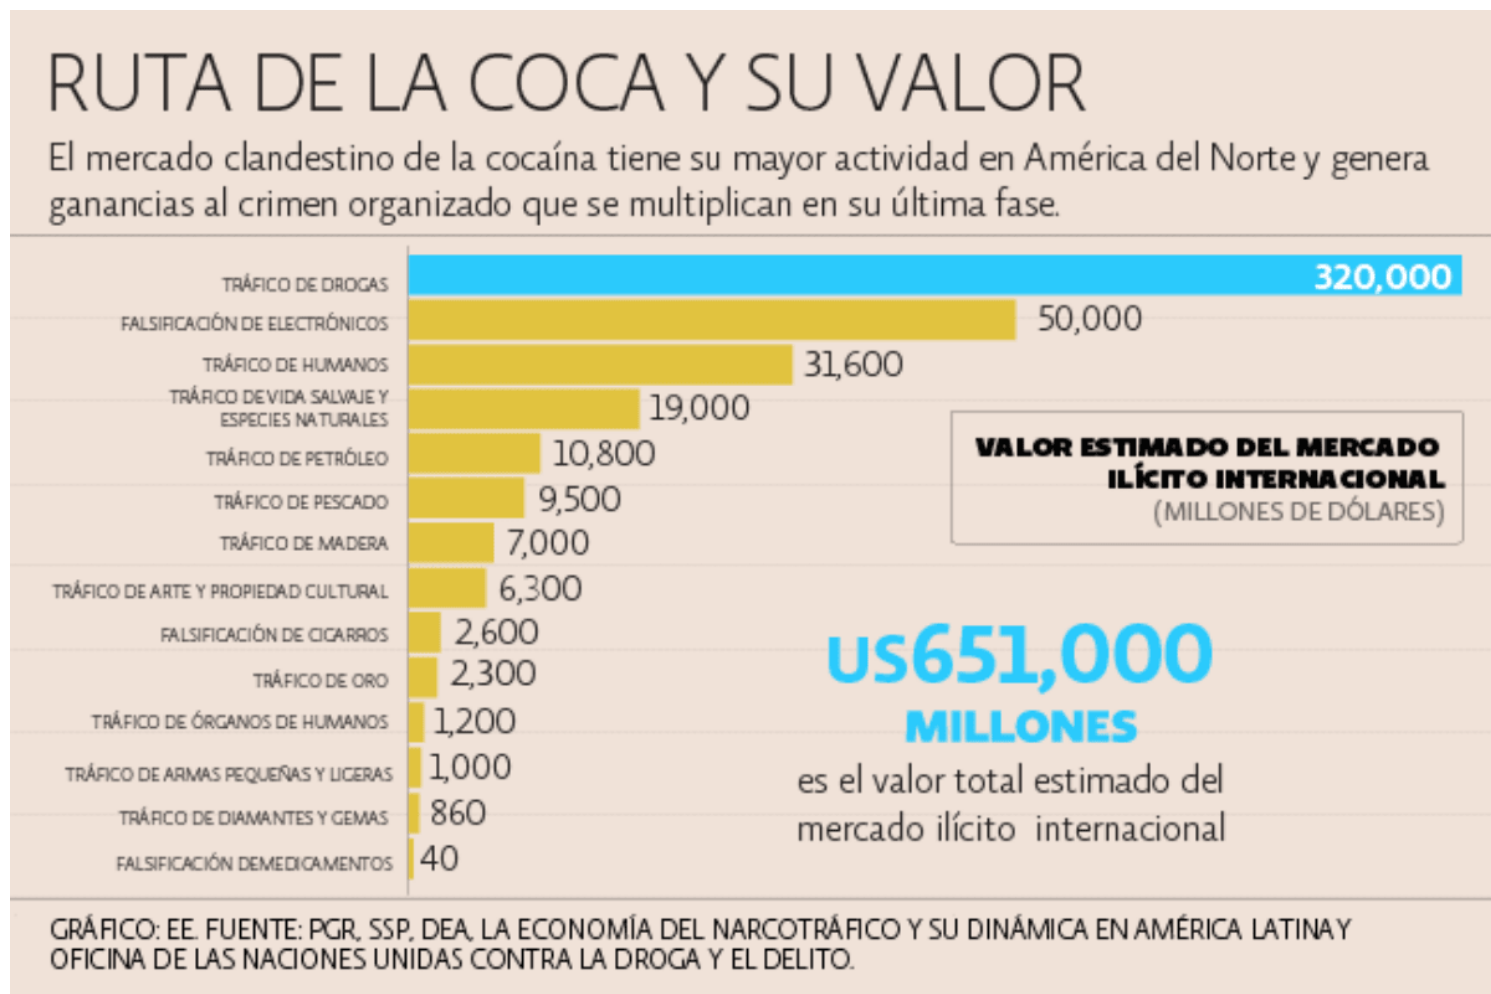 RUTA DE LA COCA Y SU VALOR
El mercado clandestino de la cocaína tiene su mayor actividad en América del Norte y genera
ganancias al crimen organizado que se multiplican en su última fase.
TRÁFICO DE DROGAS 320,000
FALSIFICACIÓN DE ELECTRÓNICOS 50,000
TRÁFICO DE HUMANOS 31,600
TRÁFICO DE VIDA SALVAJE Y
ESPECIES NATURALES 19,000
TRÁFICO DE PETRÓLEO 10,800
TRÁFICO DE PESCADO 9,500
TRÁFICO DE MADERA 7,000
TRÁFICO DE ARTE Y PROPIEDAD CULTURAL 6,300
FALSIFICACIÓN DE CIGARROS 2,600
TRÁFICO DE ORO 2,300
TRÁFICO DE ÓRGANOS DE HUMANOS 1,200
TRÁFICO DE ARMAS PEQUEÑAS Y LIGERAS 1,000
TRÁFICO DE DIAMANTES Y GEMAS 860
FALSIFICACIÓN DEMEDICAMENTOS 40
VALOR ESTIMADO DEL MERCADO
ILÍCITO INTERNACIONAL
(MILLONES DE DÓLARES)
US651,000
MILLONES
es el valor total estimado del
mercado ilícito internacional
GRÁFICO: EE. FUENTE: PGR, SSP, DEA, LA ECONOMÍA DEL NARCOTRÁFICO Y SU DINÁMICA EN AMÉRICA LATINA Y
OFICINA DE LAS NACIONES UNIDAS CONTRA LA DROGA Y EL DELITO.